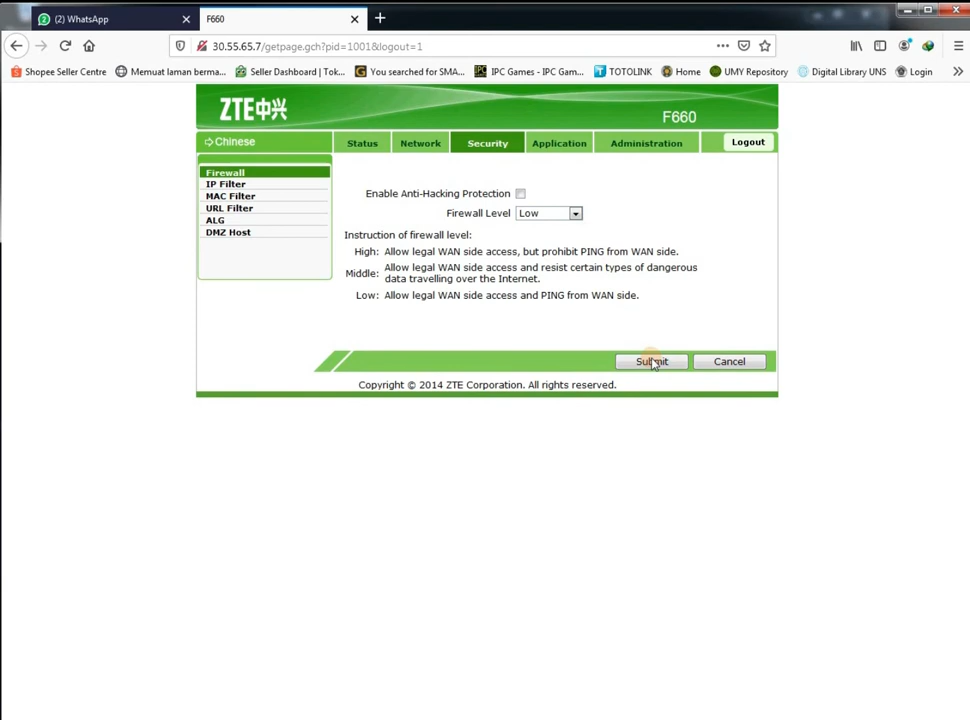 (2) WhatsApp
F660
30.55.65.7/getpage.gch?pid=1001&logout=1
Shopee Seller Centre
Memuat laman berma...
Seller Dashboard | Tok...
You searched for SMA...
IPC Games - IPC Gam...
TOTOLINK
Home
UMY Repository
Digital Library UNS
Login
ZTE中兴
F660
Chinese
Status
Network
Security
Application
Administration
Logout
Firewall
IP Filter
MAC Filter
URL Filter
ALG
DMZ Host
Enable Anti-Hacking Protection
Firewall Level Low
Instruction of firewall level:
High: Allow legal WAN side access, but prohibit PING from WAN side.
Middle: Allow legal WAN side access and resist certain types of dangerous
data travelling over the Internet.
Low: Allow legal WAN side access and PING from WAN side.
Submit
Cancel
Copyright © 2014 ZTE Corporation. All rights reserved.